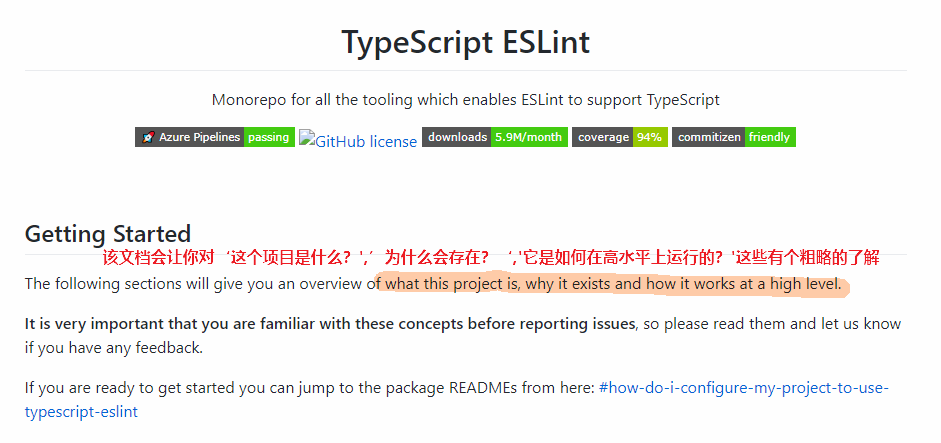 TypeScript ESLint
Monorepo for all the tooling which enables ESLint to support TypeScript
Azure Pipelines passing GitHub license downloads 5.9M/month coverage 94% commitizen friendly
Getting Started
该文档会让你对‘这个项目是什么？','为什么会存在？‘,'它是如何在高水平上运行的？'这些有个粗略的了解
The following sections will give you an overview of what this project is, why it exists and how it works at a high level.
It is very important that you are familiar with these concepts before reporting issues, so please read them and let us know
if you have any feedback.
If you are ready to get started you can jump to the package READMEs from here: #how-do-i-configure-my-project-to-use-
typescript-eslint